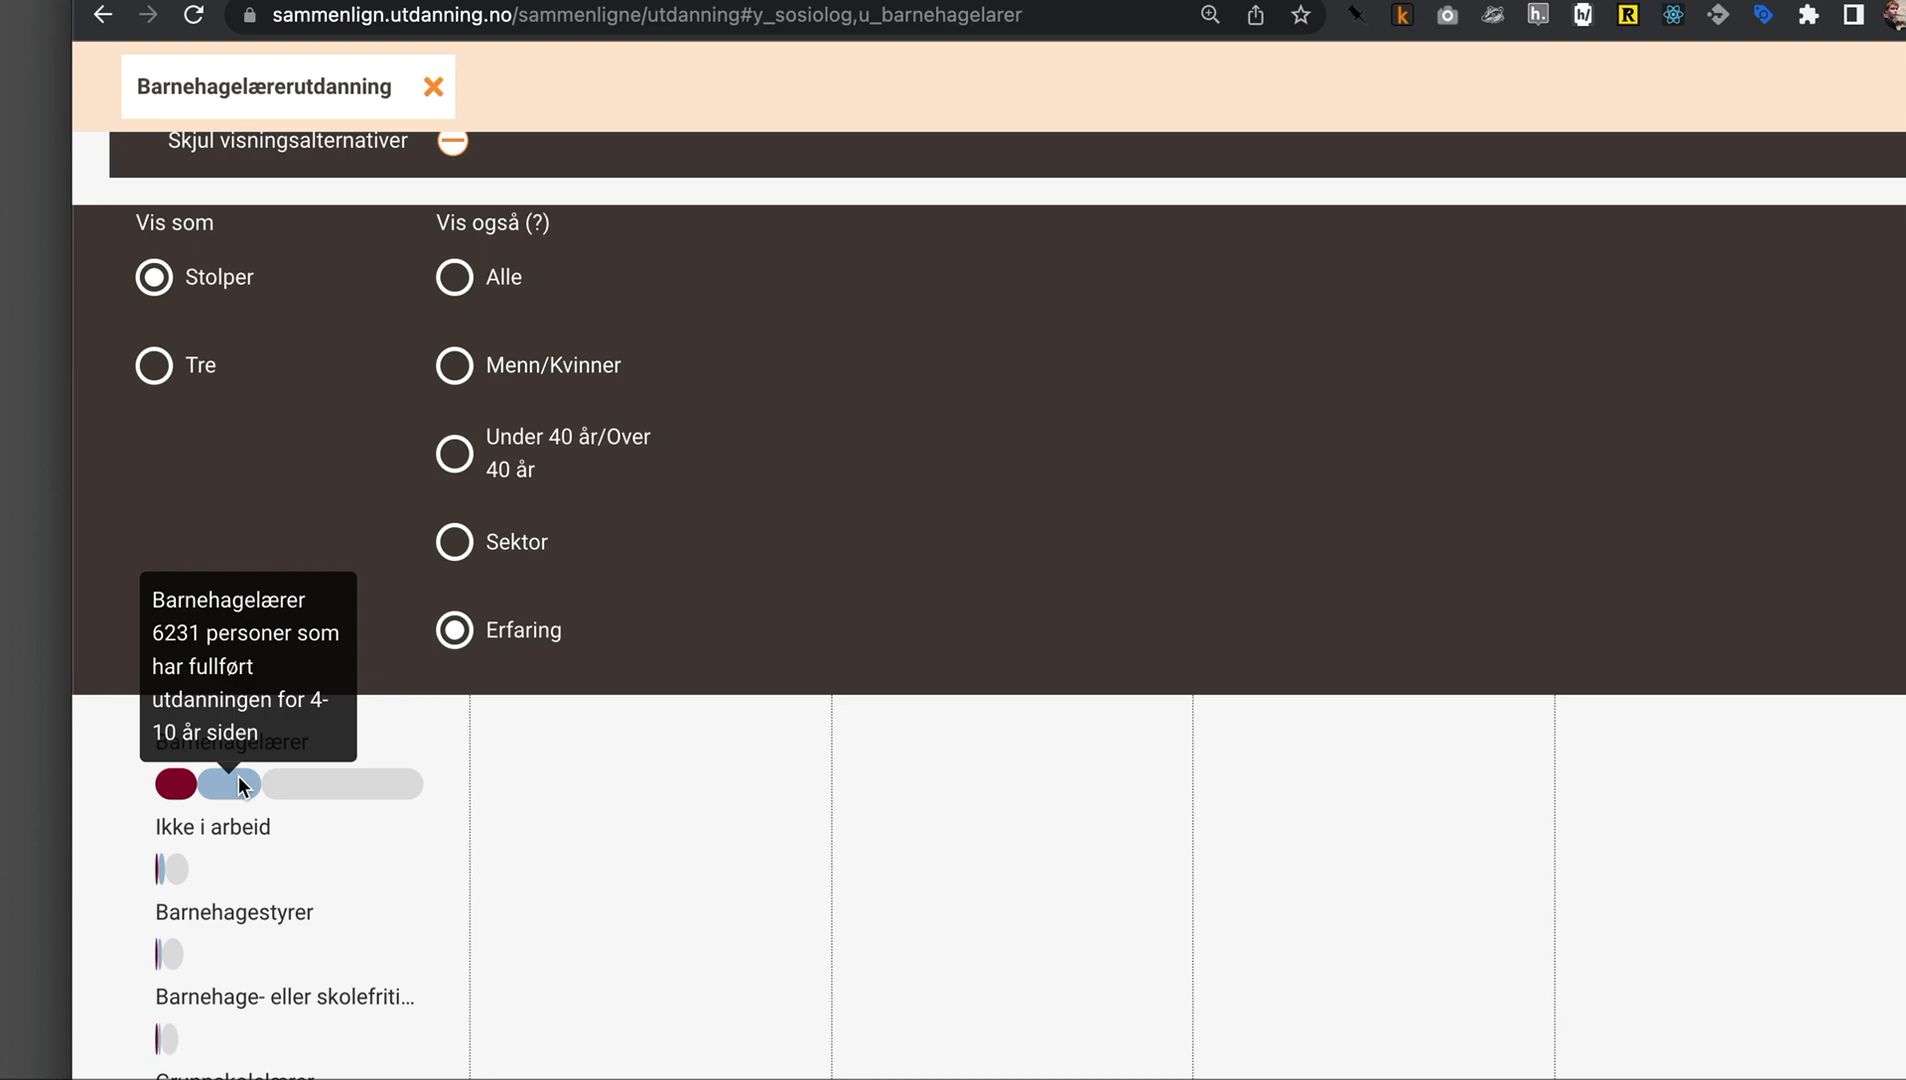 sammenlign.utdanning.no/sammenligne/utdanning#y_sosiolog,u_barnehagelarer
Barnehagelærerutdanning
Skjul visningsalternativer
Vis som
Vis også (?)
Stolper
Alle
Tre
Menn/Kvinner
Under 40 år/Over
40 år
Sektor
Erfaring
Barnehagelærer
6231 personer som
har fullført
utdanningen for 4-
10 år siden
Barnehagelærer
Ikke i arbeid
Barnehagestyrer
Barnehage- eller skolefriti...